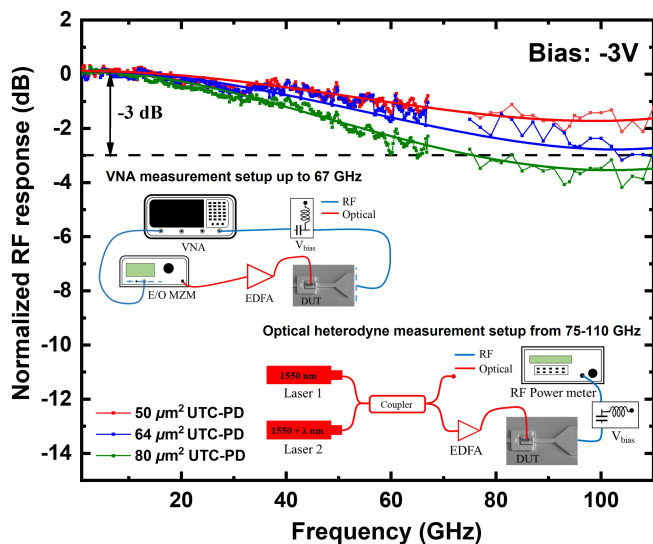 Bias: -3V
Normalized RF response (dB)
2
0
-2
-4
-6
-8
-10
-12
-14
-3 dB
VNA measurement setup up to 67 GHz
RF
Optical
VNA
Vbias
E/O MZM
EDFA
DUT
Optical heterodyne measurement setup from 75-110 GHz
RF
Optical
1550 nm
Laser 1
RF Power meter
Coupler
1550 + λ nm
Laser 2
EDFA
DUT
Vbias
50 μm² UTC-PD
64 μm² UTC-PD
80 μm² UTC-PD
20 40 60 80 100
Frequency (GHz)